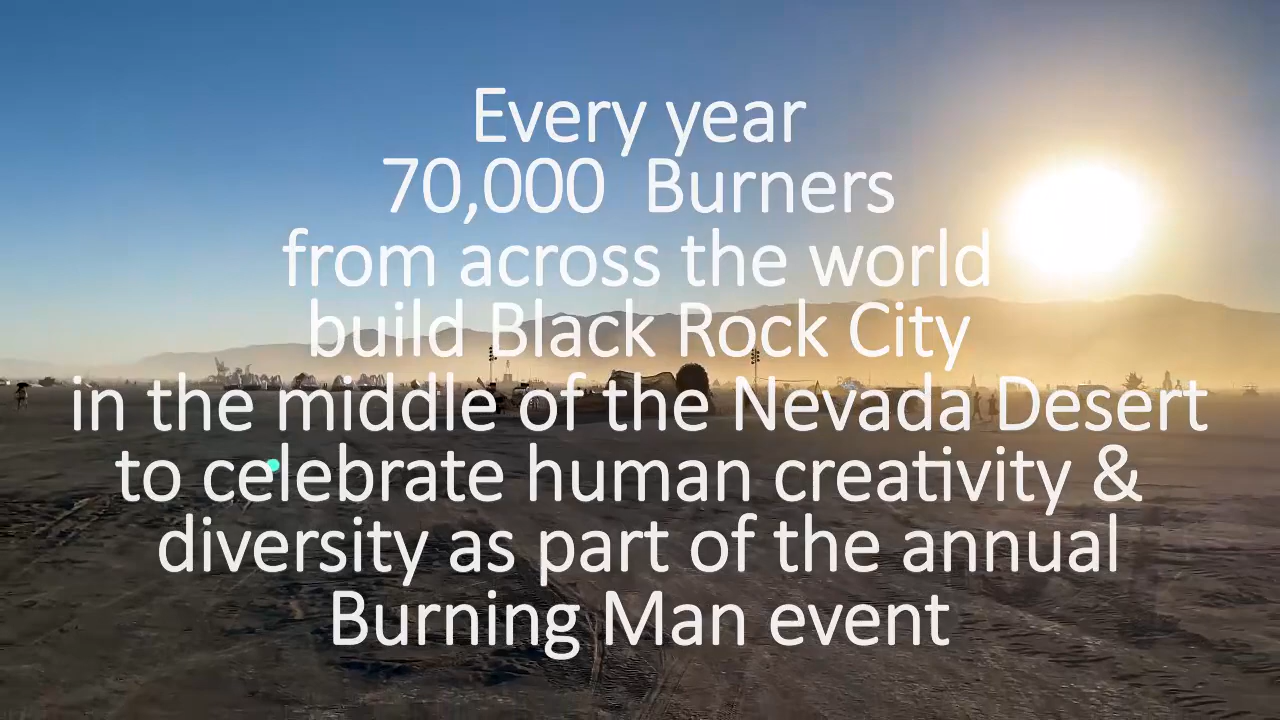 Every year
70,000  Burners
from across the world
build Black Rock City
in the middle of the Nevada Desert
to celebrate human creativity &
diversity as part of the annual
Burning Man event